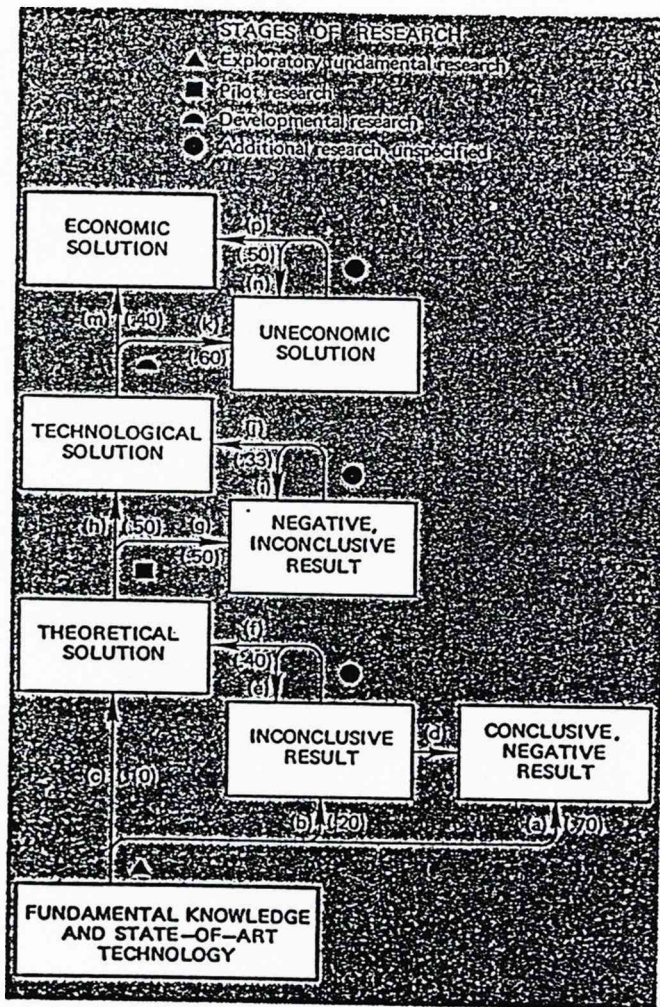 STAGES OF RESEARCH
▲ Exploratory fundamental research
■ Pilot research
Developmental research
● Additional research, unspecified
ECONOMIC
SOLUTION
(p)
(.50)
(n)
(m) (.40)
(k)
(.60)
UNECONOMIC
SOLUTION
TECHNOLOGICAL
SOLUTION
(j)
(.33)
(i)
(h) (.50)
(g)
(.50)
NEGATIVE,
INCONCLUSIVE
RESULT
THEORETICAL
SOLUTION
(f)
(.40)
(e)
INCONCLUSIVE
RESULT
(d)
CONCLUSIVE,
NEGATIVE
RESULT
(c) (.10)
(b) (.20)
(a) (.70)
FUNDAMENTAL KNOWLEDGE
AND STATE-OF-ART
TECHNOLOGY